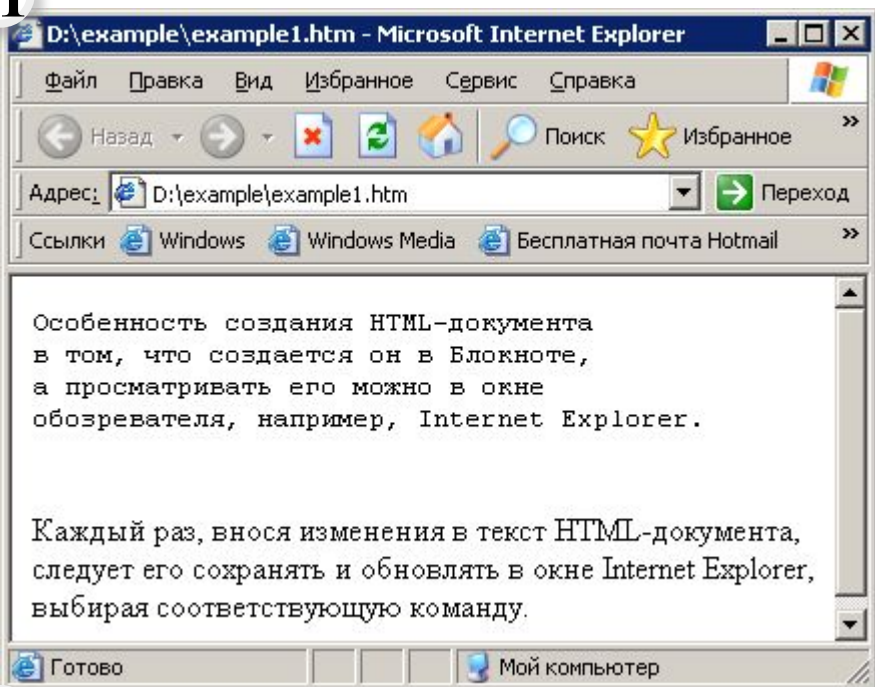 1
D:\example\example1.htm - Microsoft Internet Explorer
Файл Правка Вид Избранное Сервис Справка
Назад Поиск Избранное »
Адрес: D:\example\example1.htm Переход
Ссылки Windows Windows Media Бесплатная почта Hotmail »
Особенность создания HTML-документа
в том, что создается он в Блокноте,
а просматривать его можно в окне
обозревателя, например, Internet Explorer.
Каждый раз, внося изменения в текст HTML-документа,
следует его сохранять и обновлять в окне Internet Explorer,
выбирая соответствующую команду.
Готово Мой компьютер